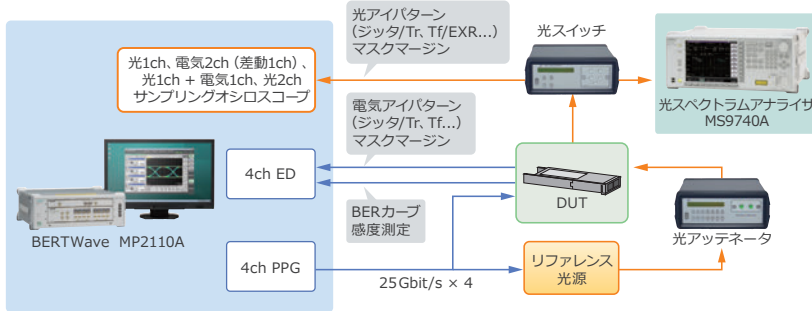 光アイパターン
（ジッタ/Tr、Tf/EXR...）
マスクマージン
光スイッチ
光1ch、電気2ch（差動1ch）、
光1ch + 電気1ch、光2ch
サンプリングオシロスコープ
光スペクトラムアナライザ
MS9740A
電気アイパターン
（ジッタ/Tr、Tf...）
マスクマージン
4ch ED
DUT
BERTWave MP2110A
BERカーブ
感度測定
光アッテネータ
4ch PPG
25Gbit/s × 4
リファレンス
光源